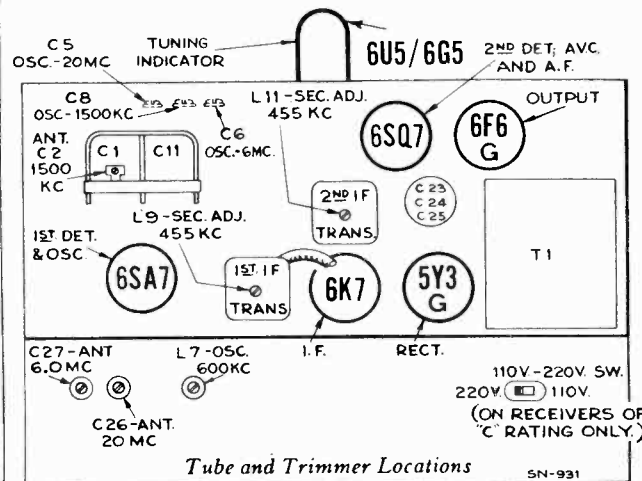 C5
OSC.-20MC
TUNING
INDICATOR
6U5/6G5
2ND DET; AVC.
AND A.F.
C8
OSC-1500KC
L11-SEC. ADJ.
455 KC
OUTPUT
C6
OSC.-6MC.
6SQ7
6F6
G
ANT.
C2
1500
KC
C1
C11
2ND IF
TRANS.
C23
C24
C25
L9-SEC. ADJ.
455 KC
T1
1ST DET.
& OSC.
6SA7
1ST. IF
TRANS
6K7
5Y3
G
C27-ANT
6.0 MC
L7-OSC.
600KC
I.F.
RECT.
C26-ANT.
20 MC
110V.-220V. SW.
220V. 110V.
(ON RECEIVERS OF
"C" RATING ONLY.)
Tube and Trimmer Locations
SN-931